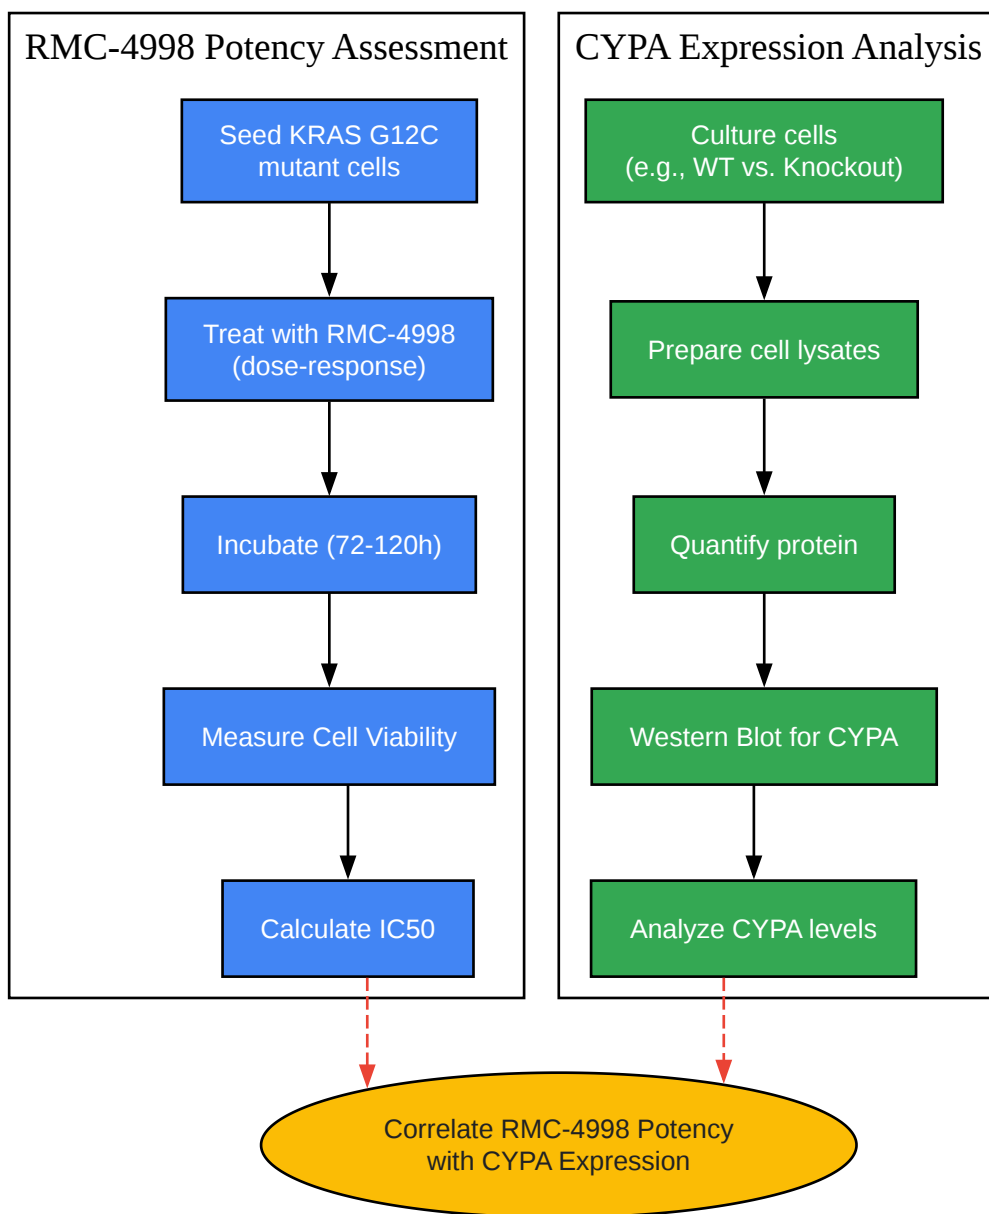 RMC-4998 Potency Assessment
Seed KRAS G12C
mutant cells
Treat with RMC-4998
(dose-response)
Incubate (72-120h)
Measure Cell Viability
Calculate IC50
CYPA Expression Analysis
Culture cells
(e.g., WT vs. Knockout)
Prepare cell lysates
Quantify protein
Western Blot for CYPA
Analyze CYPA levels
Correlate RMC-4998 Potency
with CYPA Expression